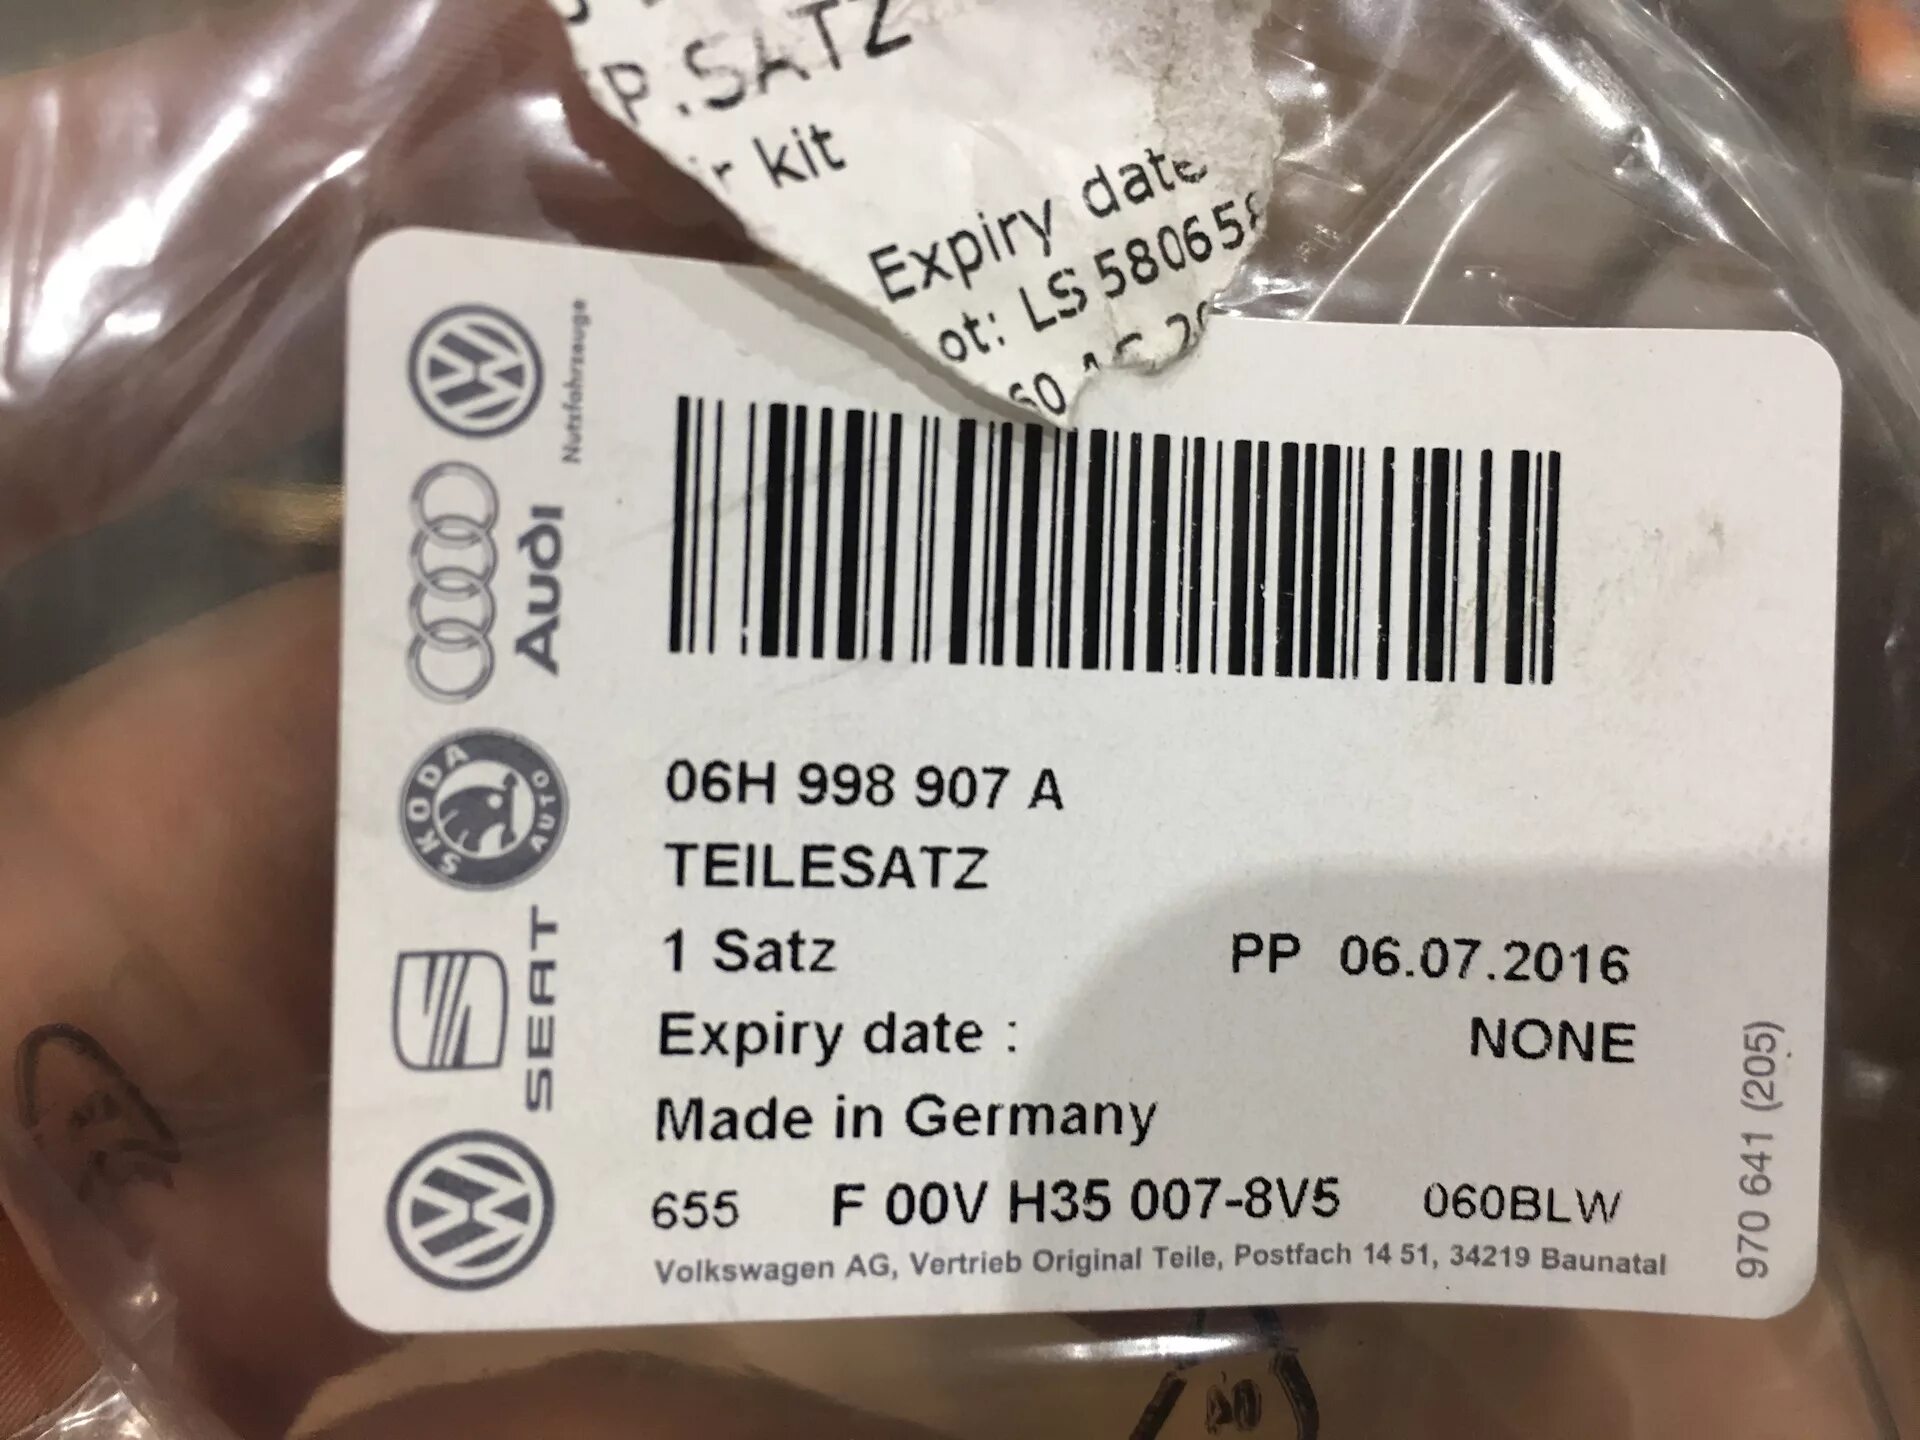 P.SATZ
kit
Expiry date
ot: LS 58065
60
Nutzfahrzeuge
Audi
SKODA AUTO
SEAT
06H 998 907 A
TEILESATZ
1 Satz PP 06.07.2016
Expiry date : NONE
Made in Germany
655 F 00V H35 007-8V5 060BLW
Volkswagen AG, Vertrieb Original Teile, Postfach 14 51, 34219 Baunatal
970 641 (205)